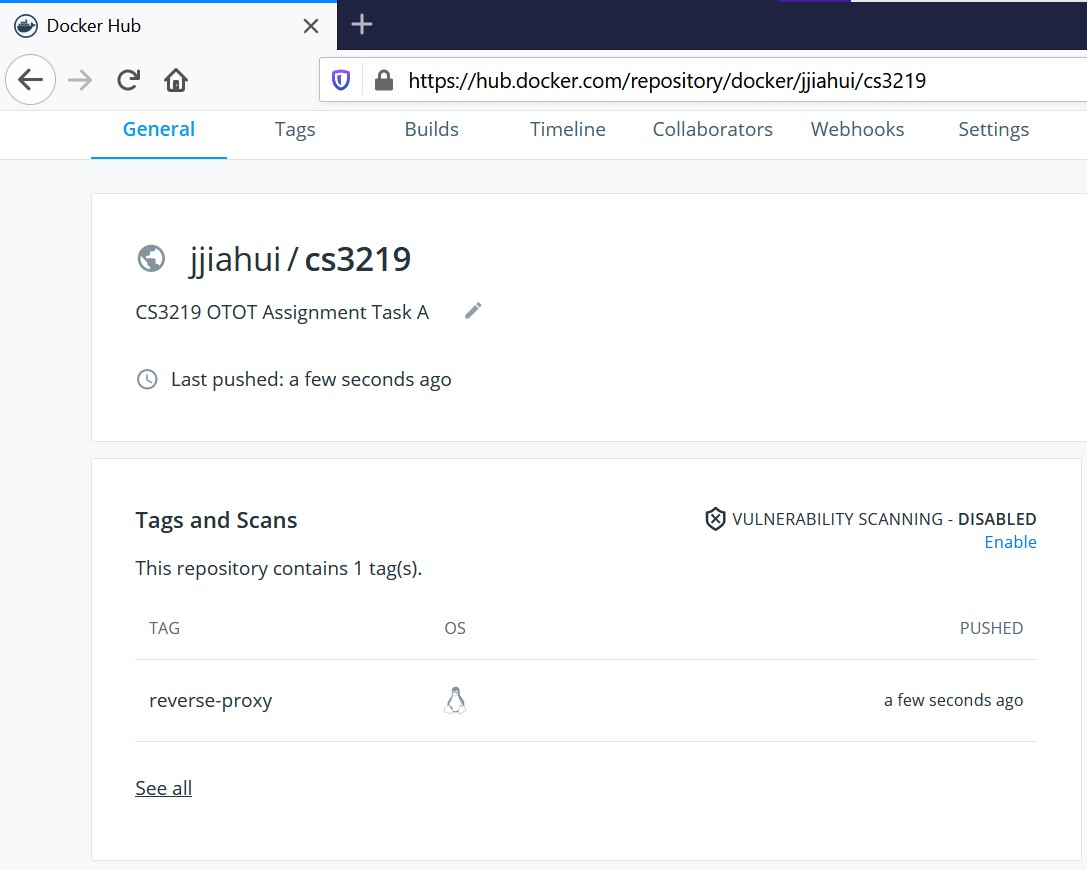 Docker Hub
https://hub.docker.com/repository/docker/jjiahui/cs3219
General Tags Builds Timeline Collaborators Webhooks Settings
jjiahui / cs3219
CS3219 OTOT Assignment Task A
Last pushed: a few seconds ago
Tags and Scans
VULNERABILITY SCANNING - DISABLED
Enable
This repository contains 1 tag(s).
TAG OS PUSHED
reverse-proxy a few seconds ago
See all